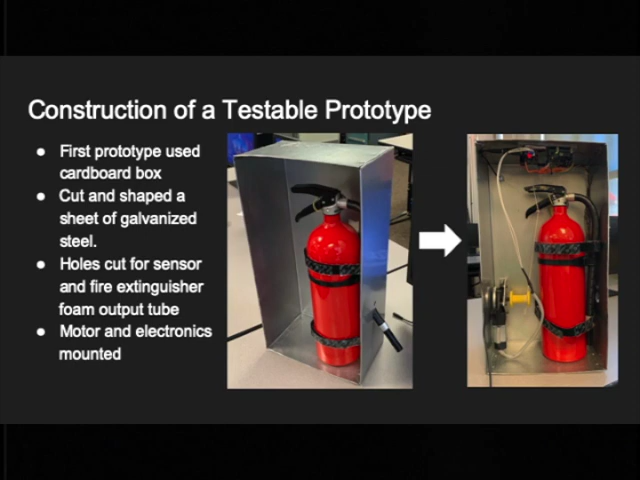 Construction of a Testable Prototype
● First prototype used
cardboard box
● Cut and shaped a
sheet of galvanized
steel.
● Holes cut for sensor
and fire extinguisher
foam output tube
● Motor and electronics
mounted